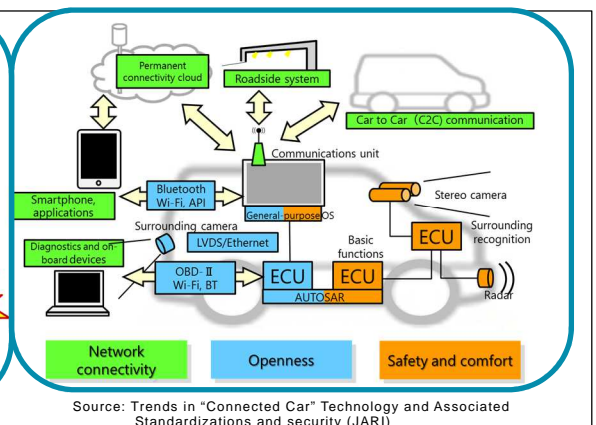 Permanent
connectivity cloud
Roadside system
Car to Car (C2C) communication
Communications unit
Smartphone,
applications
Bluetooth
Wi-Fi, API
General-purpose OS
Stereo camera
Surrounding camera
LVDS/Ethernet
Basic
functions
ECU
Surrounding
recognition
Diagnostics and on-
board devices
OBD-Ⅱ
Wi-Fi, BT
ECU
ECU
AUTOSAR
Radar
Network
connectivity
Openness
Safety and comfort
Source: Trends in “Connected Car” Technology and Associated
Standardizations and security (JARI)